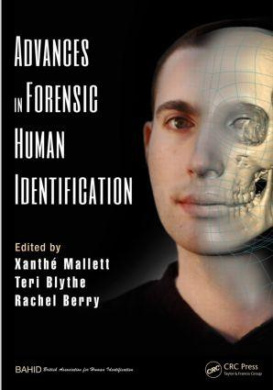 ADVANCES
IN FORENSIC
HUMAN
IDENTIFICATION
Edited by
Xanthé Mallett
Teri Blythe
Rachel Berry
BAHID British Association for Human Identification
CRC Press
Taylor & Francis Group